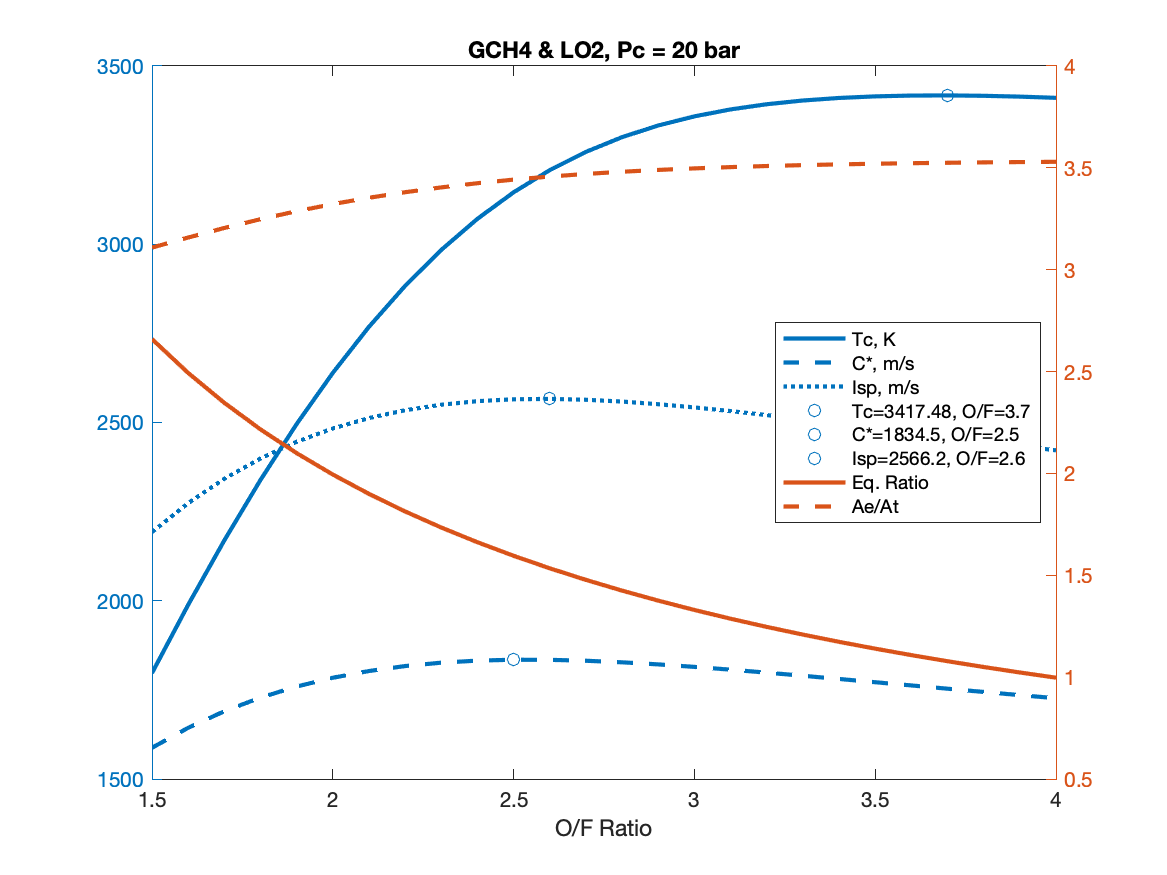 GCH4 & LO2, Pc = 20 bar
3500
3000
2500
2000
1500
4
3.5
3
2.5
2
1.5
1
0.5
Tc, K
C*, m/s
Isp, m/s
Tc=3417.48, O/F=3.7
C*=1834.5, O/F=2.5
Isp=2566.2, O/F=2.6
Eq. Ratio
Ae/At
1.5 2 2.5 3 3.5 4
O/F Ratio